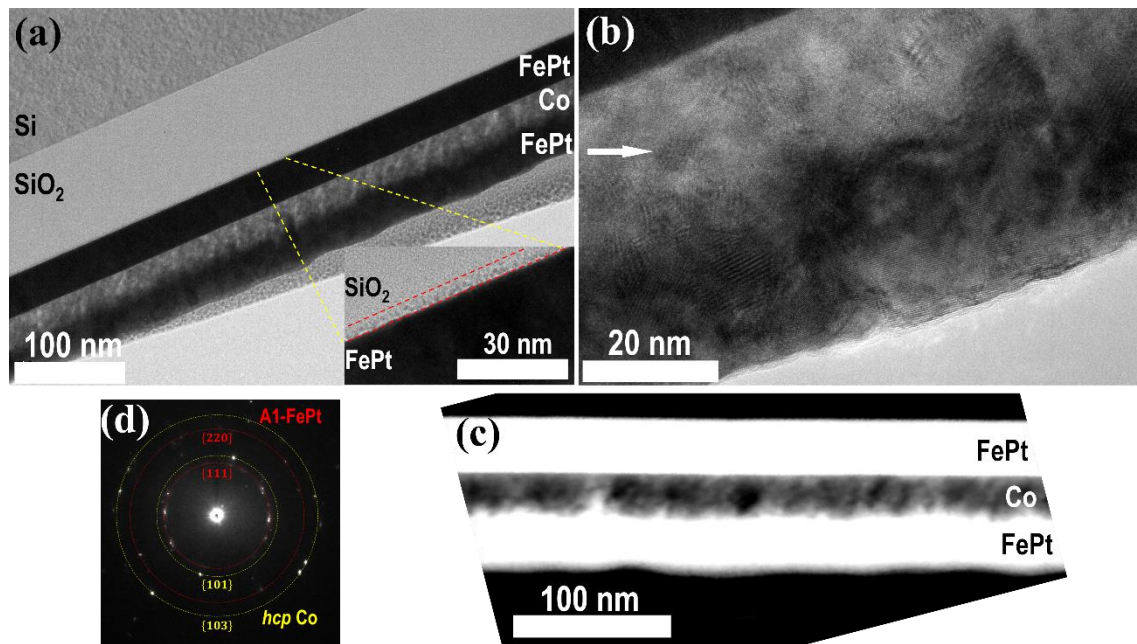 (a)
FePt
Co
FePt
Si
SiO₂
SiO₂
FePt
100 nm
30 nm
(b)
20 nm
(d)
A1-FePt
{220}
{111}
{101}
hcp Co
{103}
(c)
FePt
Co
FePt
100 nm